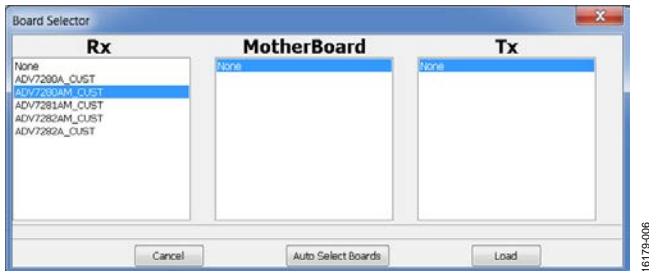 Board Selector
X
Rx
MotherBoard
Tx
None
ADV7280A_CUST
ADV7280AM_CUST
ADV7281AM_CUST
ADV7282AM_CUST
ADV7282A_CUST
None
None
Cancel
Auto Select Boards
Load
16179-006